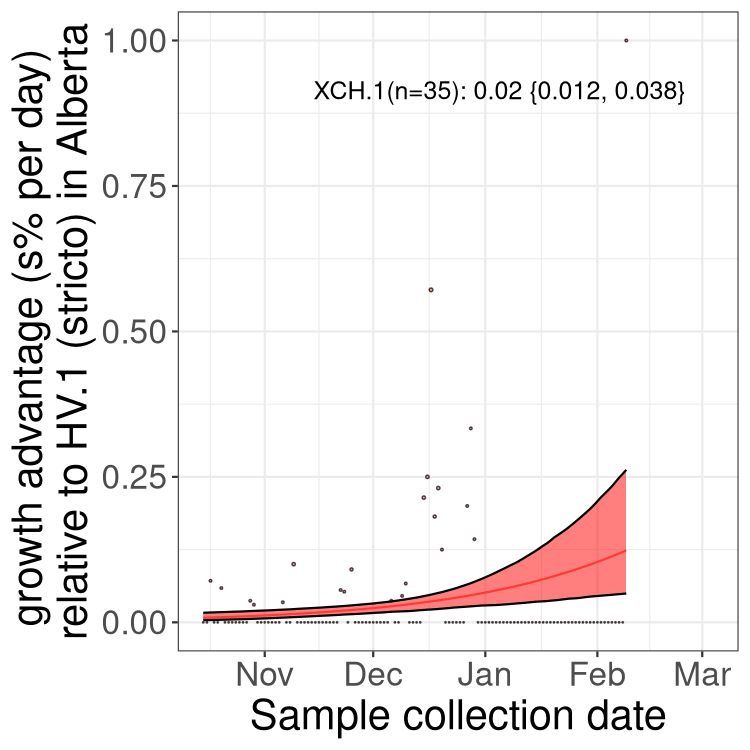 growth advantage (s% per day)
relative to HV.1 (stricto) in Alberta
1.00
0.75
0.50
0.25
0.00
XCH.1(n=35): 0.02 {0.012, 0.038}
Nov Dec Jan Feb Mar
Sample collection date